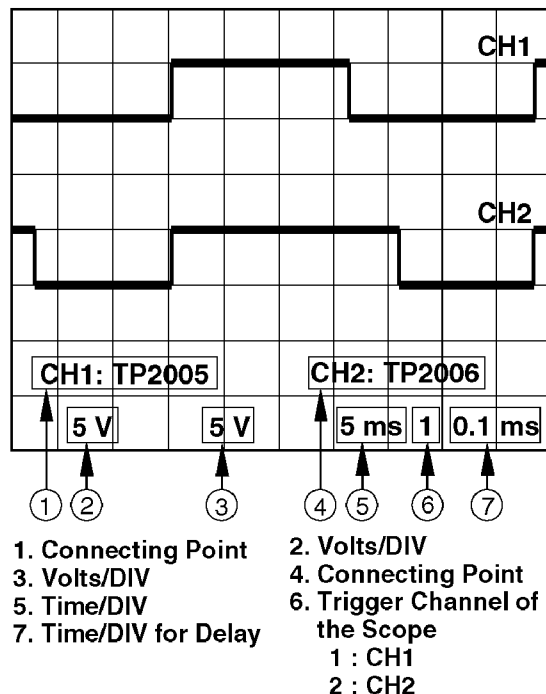 CH1
CH2
CH1: TP2005 CH2: TP2006
5 V 5 V 5 ms 1 0.1 ms
1 2 3 4 5 6 7
1. Connecting Point 2. Volts/DIV
3. Volts/DIV 4. Connecting Point
5. Time/DIV 6. Trigger Channel of
7. Time/DIV for Delay the Scope
1 : CH1
2 : CH2